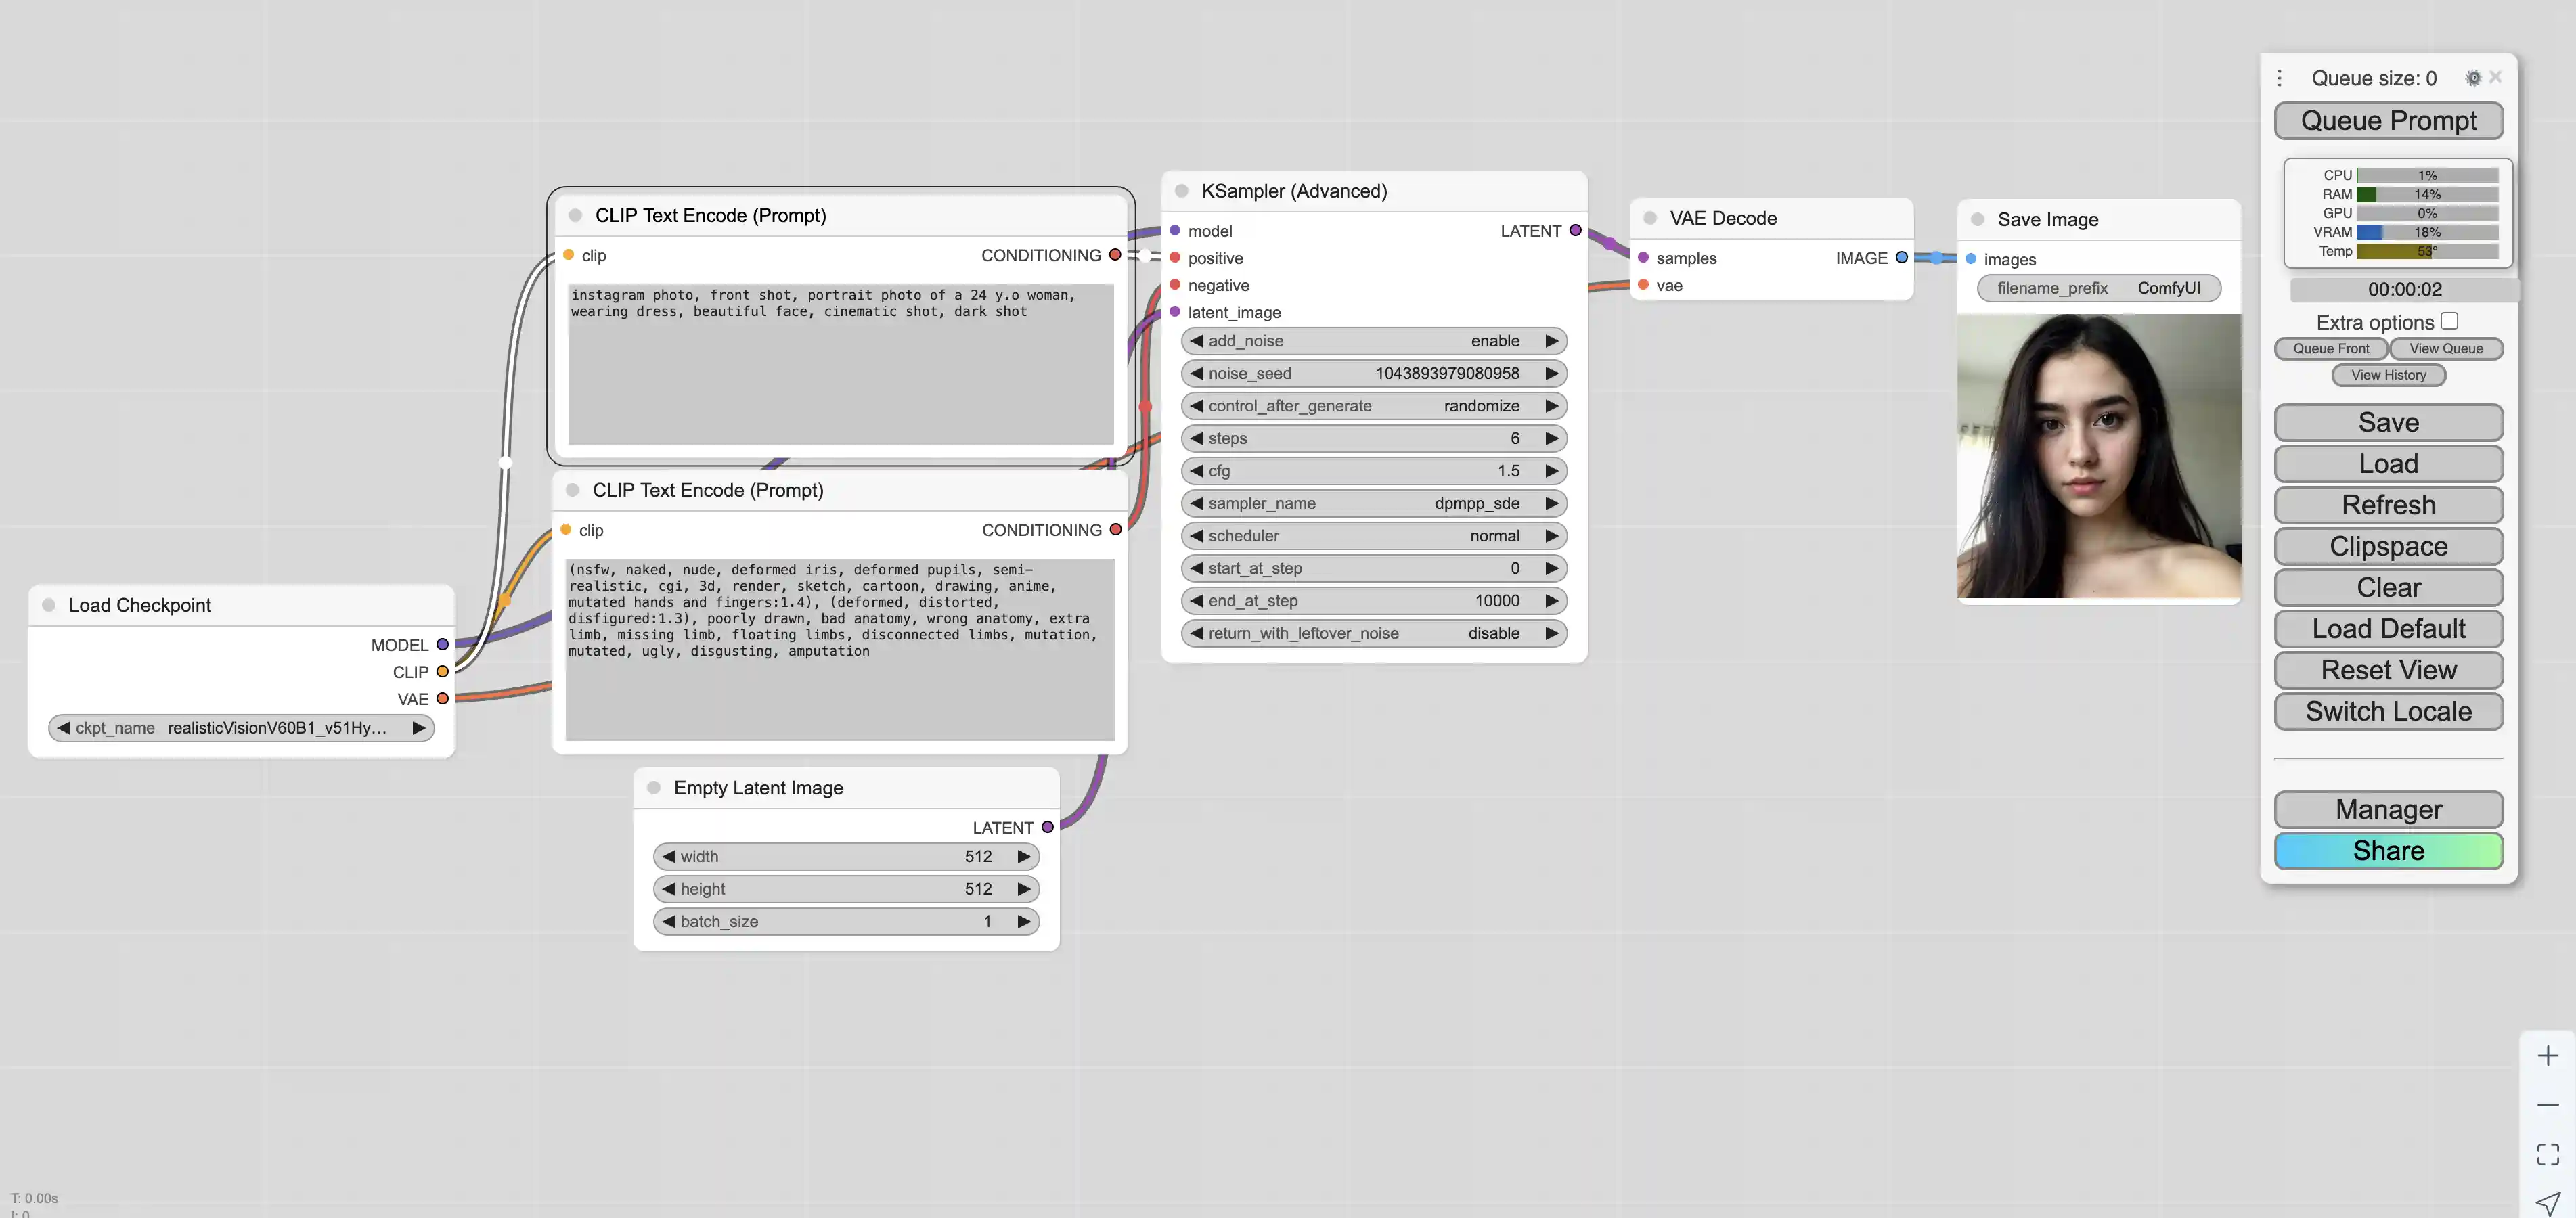 CLIP Text Encode (Prompt)
clip
CONDITIONING
instagram photo, front shot, portrait photo of a 24 y.o woman,
wearing dress, beautiful face, cinematic shot, dark shot
CLIP Text Encode (Prompt)
clip
CONDITIONING
(nsfw, naked, nude, deformed iris, deformed pupils, semi-
realistic, cgi, 3d, render, sketch, cartoon, drawing, anime,
mutated hands and fingers:1.4), (deformed, distorted,
disfigured:1.3), poorly drawn, bad anatomy, wrong anatomy, extra
limb, missing limb, floating limbs, disconnected limbs, mutation,
mutated, ugly, disgusting, amputation
Load Checkpoint
MODEL
CLIP
VAE
ckpt_name realisticVisionV60B1_v51Hy...
Empty Latent Image
LATENT
width 512
height 512
batch_size 1
KSampler (Advanced)
model
LATENT
positive
negative
latent_image
add_noise enable
noise_seed 1043893979080958
control_after_generate randomize
steps 6
cfg 1.5
sampler_name dpmpp_sde
scheduler normal
start_at_step 0
end_at_step 10000
return_with_leftover_noise disable
VAE Decode
samples
IMAGE
vae
Save Image
images
filename_prefix ComfyUI
Queue size: 0
Queue Prompt
CPU 1%
RAM 14%
GPU 0%
VRAM 18%
Temp 53°
00:00:02
Extra options
Queue Front
View Queue
View History
Save
Load
Refresh
Clipspace
Clear
Load Default
Reset View
Switch Locale
Manager
Share
T: 0.00s
I: 0